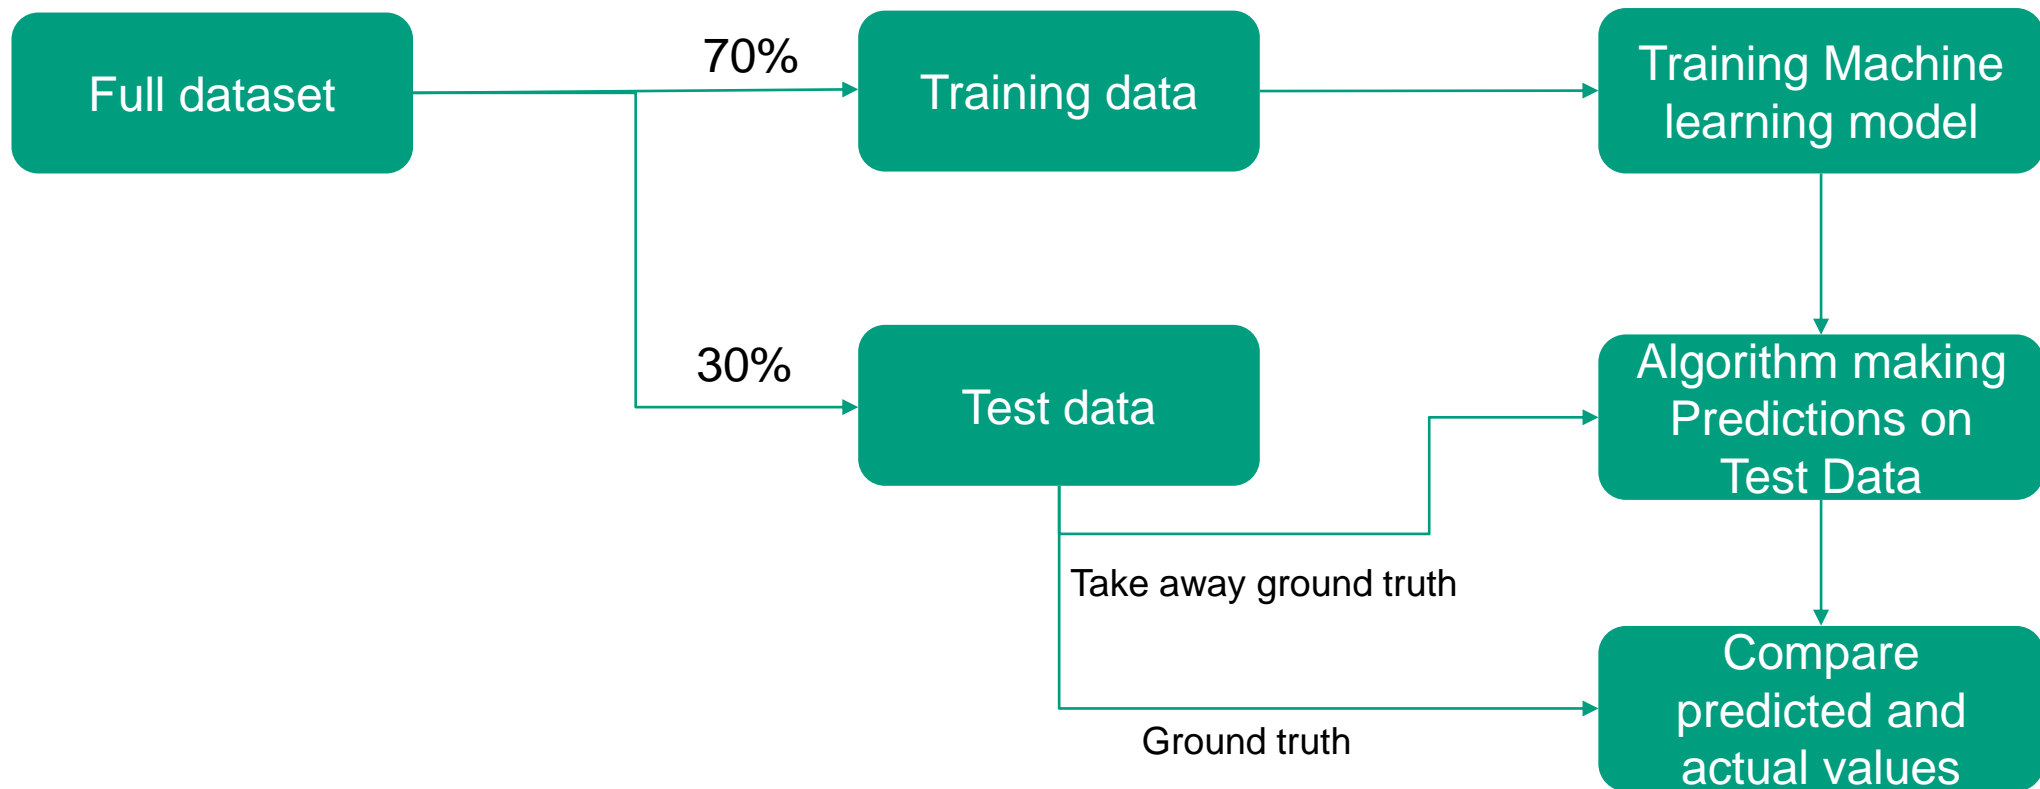 Full dataset
70%
Training data
Training Machine
learning model
30%
Test data
Algorithm making
Predictions on
Test Data
Take away ground truth
Ground truth
Compare
predicted and
actual values